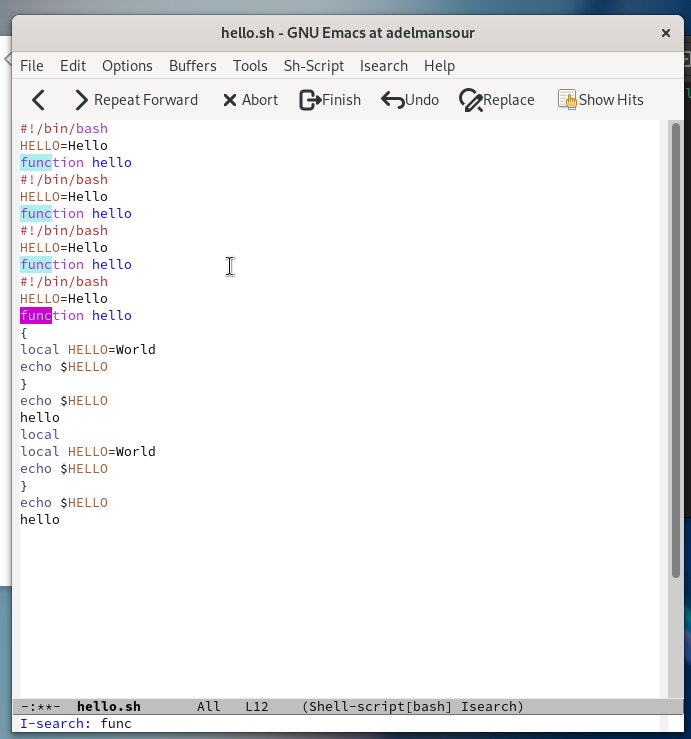 hello.sh - GNU Emacs at adelmansour ×
File Edit Options Buffers Tools Sh-Script Isearch Help
Repeat Forward Abort Finish Undo Replace Show Hits
#!/bin/bash
HELLO=Hello
function hello
#!/bin/bash
HELLO=Hello
function hello
#!/bin/bash
HELLO=Hello
function hello
#!/bin/bash
HELLO=Hello
function hello
{
local HELLO=World
echo $HELLO
}
echo $HELLO
hello
local
local HELLO=World
echo $HELLO
}
echo $HELLO
hello
-:**- hello.sh All L12 (Shell-script[bash] Isearch)
I-search: func